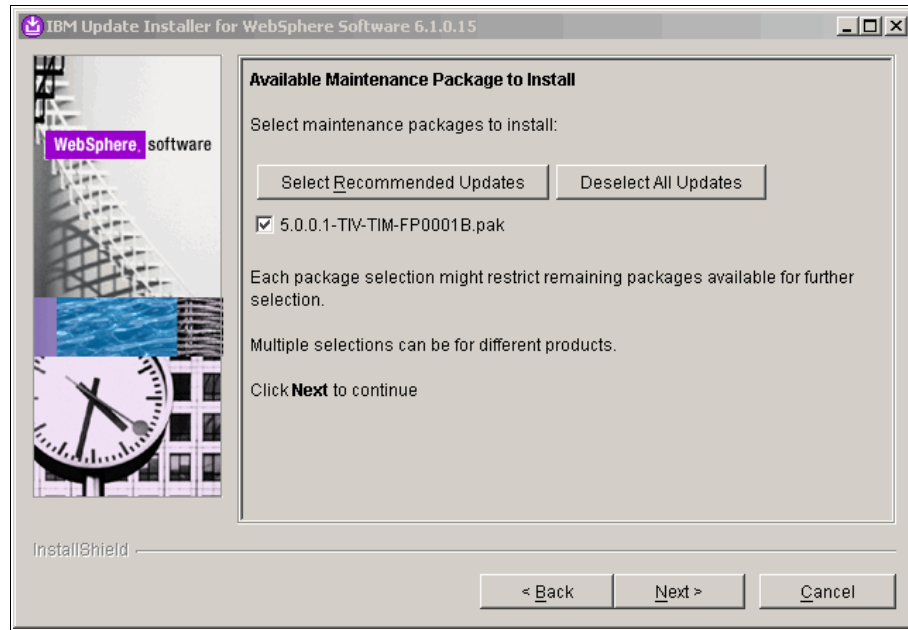 IBM Update Installer for WebSphere Software 6.1.0.15
WebSphere. software
Available Maintenance Package to Install
Select maintenance packages to install:
Select Recommended Updates
Deselect All Updates
5.0.0.1-TIV-TIM-FP0001B.pak
Each package selection might restrict remaining packages available for further
selection.
Multiple selections can be for different products.
Click Next to continue
InstallShield
< Back
Next >
Cancel